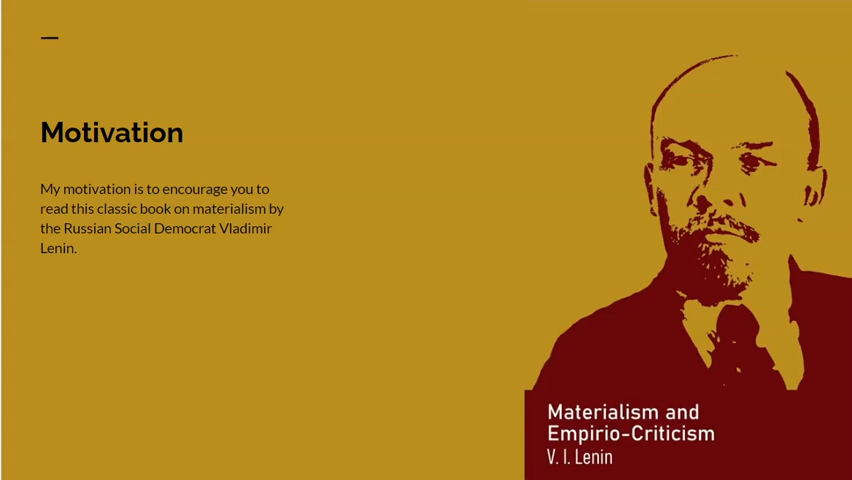 Motivation
My motivation is to encourage you to
read this classic book on materialism by
the Russian Social Democrat Vladimir
Lenin.
Materialism and
Empirio-Criticism
V. I. Lenin